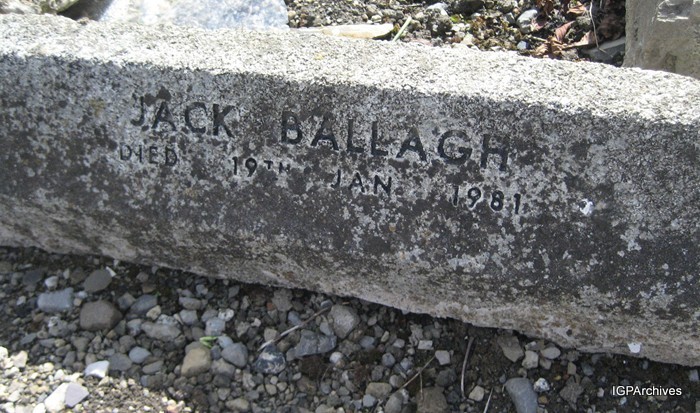 JACK BALLAGH
DIED 19TH JAN 1981
IGPArchives